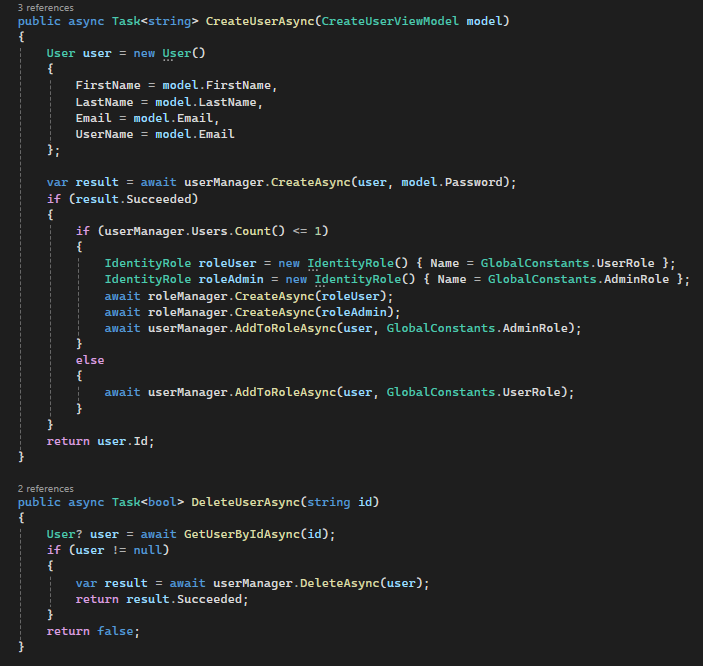 3 references
public async Task<string> CreateUserAsync(CreateUserViewModel model)
{
    User user = new User()
    {
        FirstName = model.FirstName,
        LastName = model.LastName,
        Email = model.Email,
        UserName = model.Email
    };

    var result = await userManager.CreateAsync(user, model.Password);
    if (result.Succeeded)
    {
        if (userManager.Users.Count() <= 1)
        {
            IdentityRole roleUser = new IdentityRole() { Name = GlobalConstants.UserRole };
            IdentityRole roleAdmin = new IdentityRole() { Name = GlobalConstants.AdminRole };
            await roleManager.CreateAsync(roleUser);
            await roleManager.CreateAsync(roleAdmin);
            await userManager.AddToRoleAsync(user, GlobalConstants.AdminRole);
        }
        else
        {
            await userManager.AddToRoleAsync(user, GlobalConstants.UserRole);
        }
    }
    return user.Id;
}

2 references
public async Task<bool> DeleteUserAsync(string id)
{
    User? user = await GetUserByIdAsync(id);
    if (user != null)
    {
        var result = await userManager.DeleteAsync(user);
        return result.Succeeded;
    }
    return false;
}